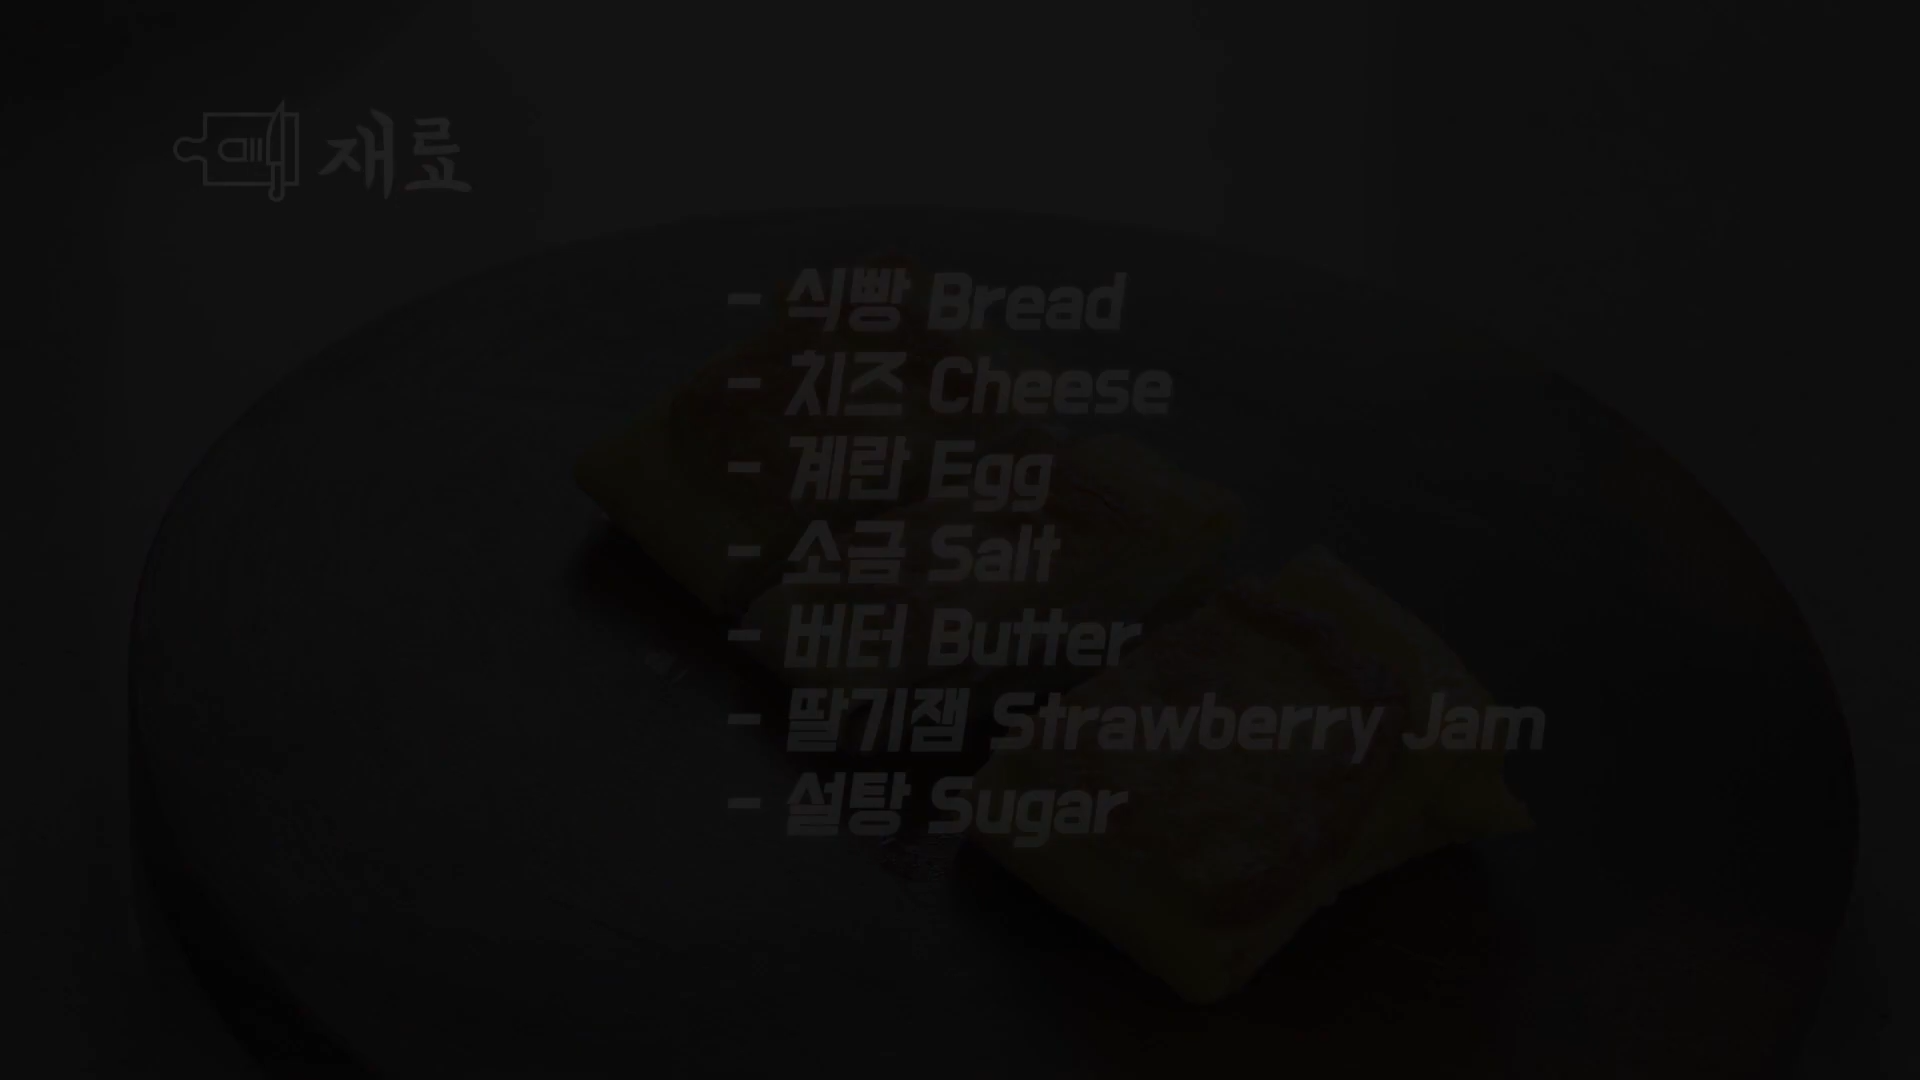 재료
- 식빵 Bread
- 치즈 Cheese
- 계란 Egg
- 소금 Salt
- 버터 Butter
- 딸기잼 Strawberry Jam
- 설탕 Sugar